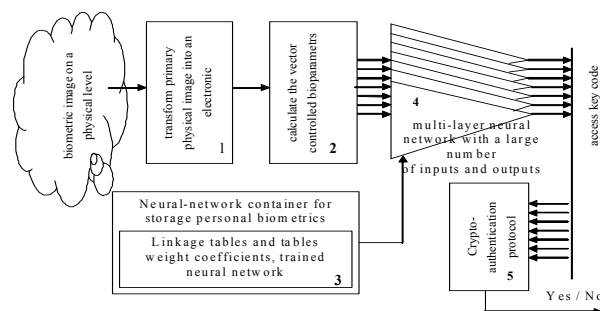 biometric image on a
physical level
transform primary
physical image into an
electronic
1
calculate the vector
controlled bioparametrs
2
4
multi-layer neural
network with a large
number
of inputs and outputs
access key code
Neural-network container for
storage personal biometrics
Linkage tables and tables
weight coefficients, trained
neural network
3
Crypto-
authentication
protocol
5
Yes / No